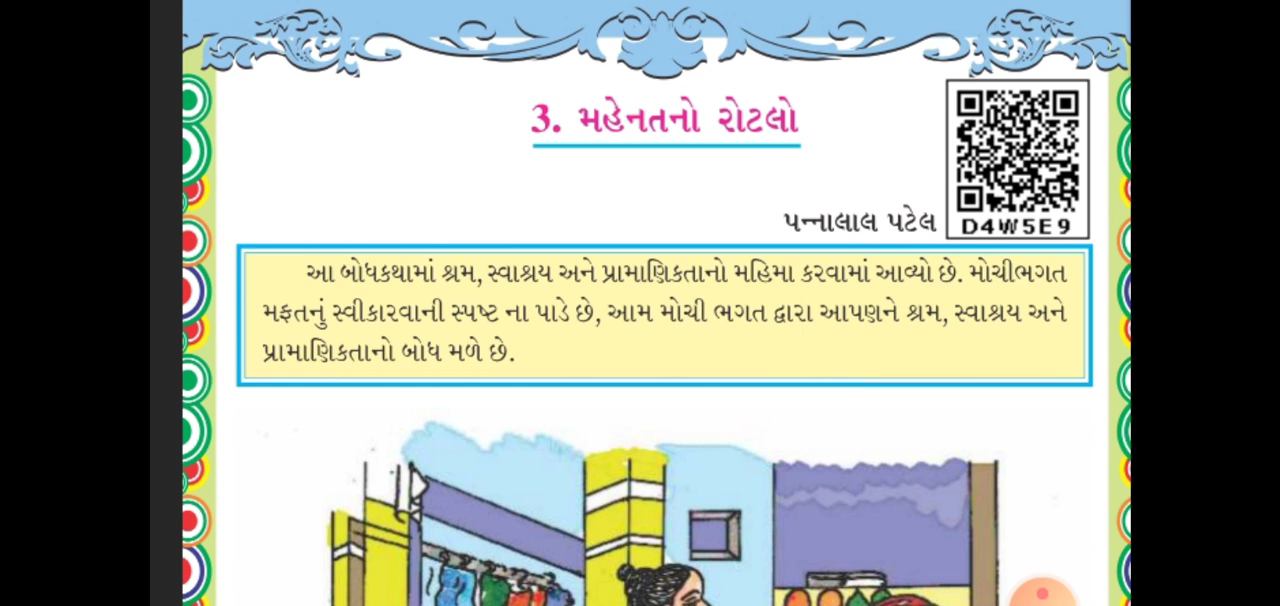 3. મહેનતનો રોટલો
પન્નાલાલ પટેલ
D4W5E9
આ બોધકથામાં શ્રમ, સ્વાશ્રય અને પ્રામાણિકતાનો મહિમા કરવામાં આવ્યો છે. મોચીભગત
મફતનું સ્વીકારવાની સ્પષ્ટ ના પાડે છે, આમ મોચી ભગત દ્વારા આપણને શ્રમ, સ્વાશ્રય અને
પ્રામાણિકતાનો બોધ મળે છે.